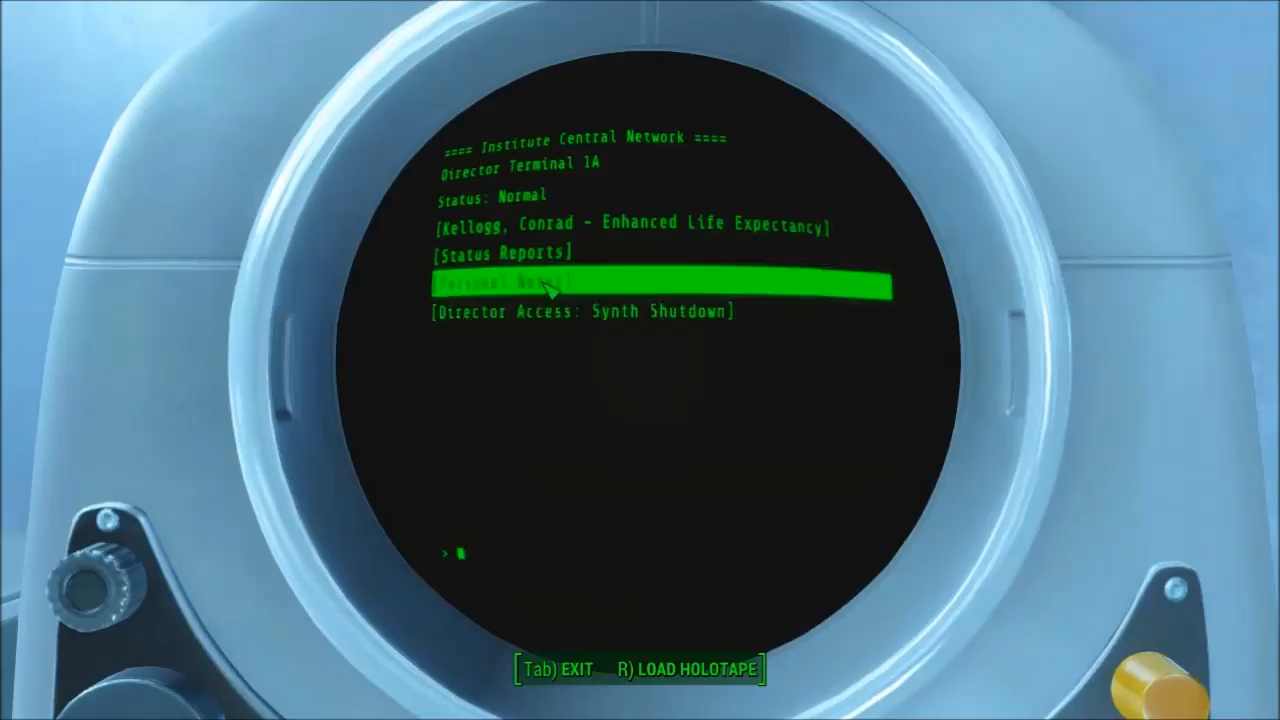 ==== Institute Central Network ====
Director Terminal 1A
Status: Normal
[Kellogg, Conrad - Enhanced Life Expectancy]
[Status Reports]
[Personal
[Director Access: Synth Shutdown]
>
[Tab) EXIT R) LOAD HOLOTAPE]